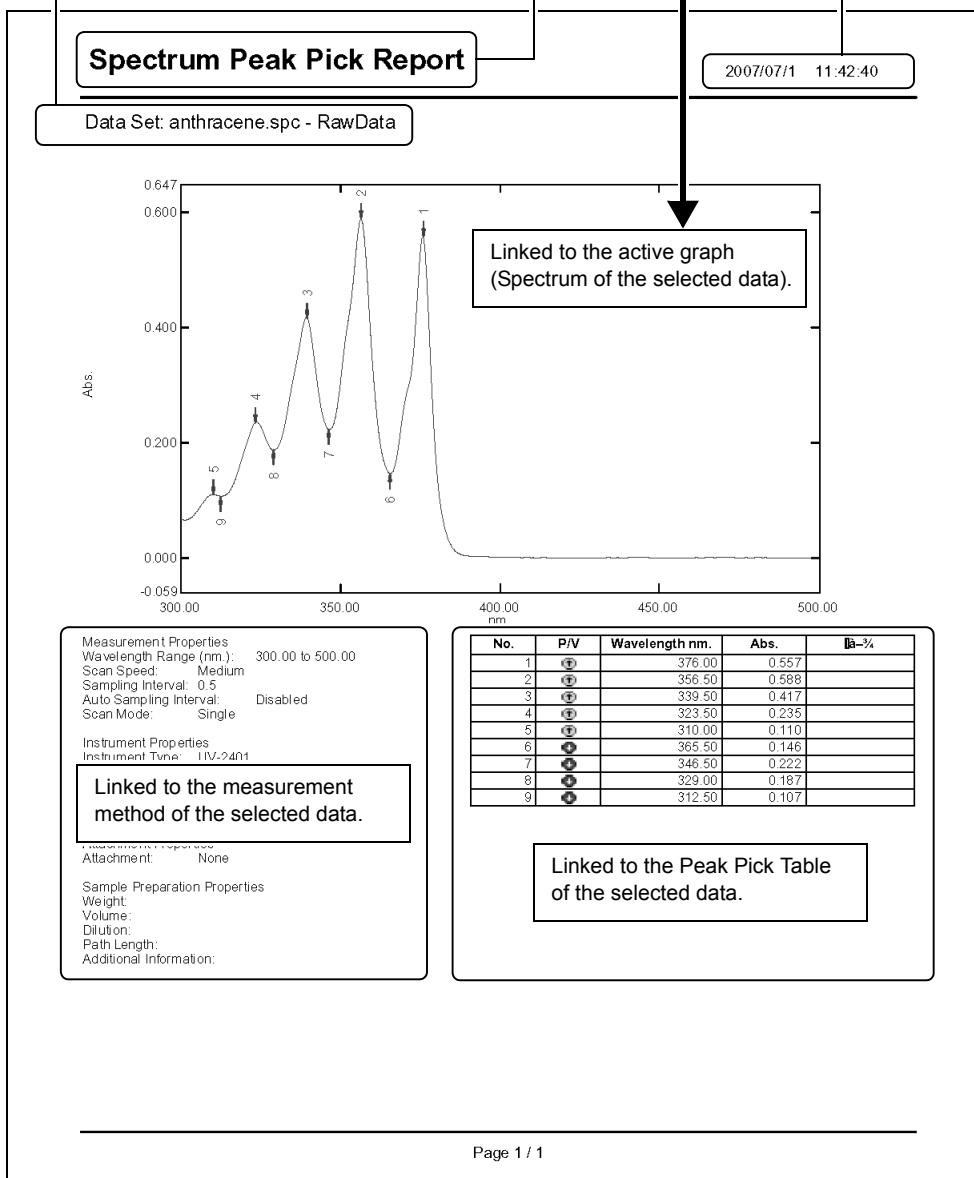 Spectrum Peak Pick Report
2007/07/1 11:42:40
Data Set: anthracene.spc - RawData
0.647
0.600
0.400
0.200
0.000
-0.059
Abs.
300.00 350.00 400.00 450.00 500.00
nm
1
2
3
4
5
6
7
8
9
Linked to the active graph
(Spectrum of the selected data).
Measurement Properties
Wavelength Range (nm.): 300.00 to 500.00
Scan Speed: Medium
Sampling Interval: 0.5
Auto Sampling Interval: Disabled
Scan Mode: Single
Instrument Properties
Instrument Type: UV-2401
Linked to the measurement
method of the selected data.
Attachment Properties
Attachment: None
Sample Preparation Properties
Weight:
Volume:
Dilution:
Path Length:
Additional Information:
No. P/V Wavelength nm. Abs.
1 376.00 0.557
2 356.50 0.588
3 339.50 0.417
4 323.50 0.235
5 310.00 0.110
6 365.50 0.146
7 346.50 0.222
8 329.00 0.187
9 312.50 0.107
Linked to the Peak Pick Table
of the selected data.
Page 1 / 1